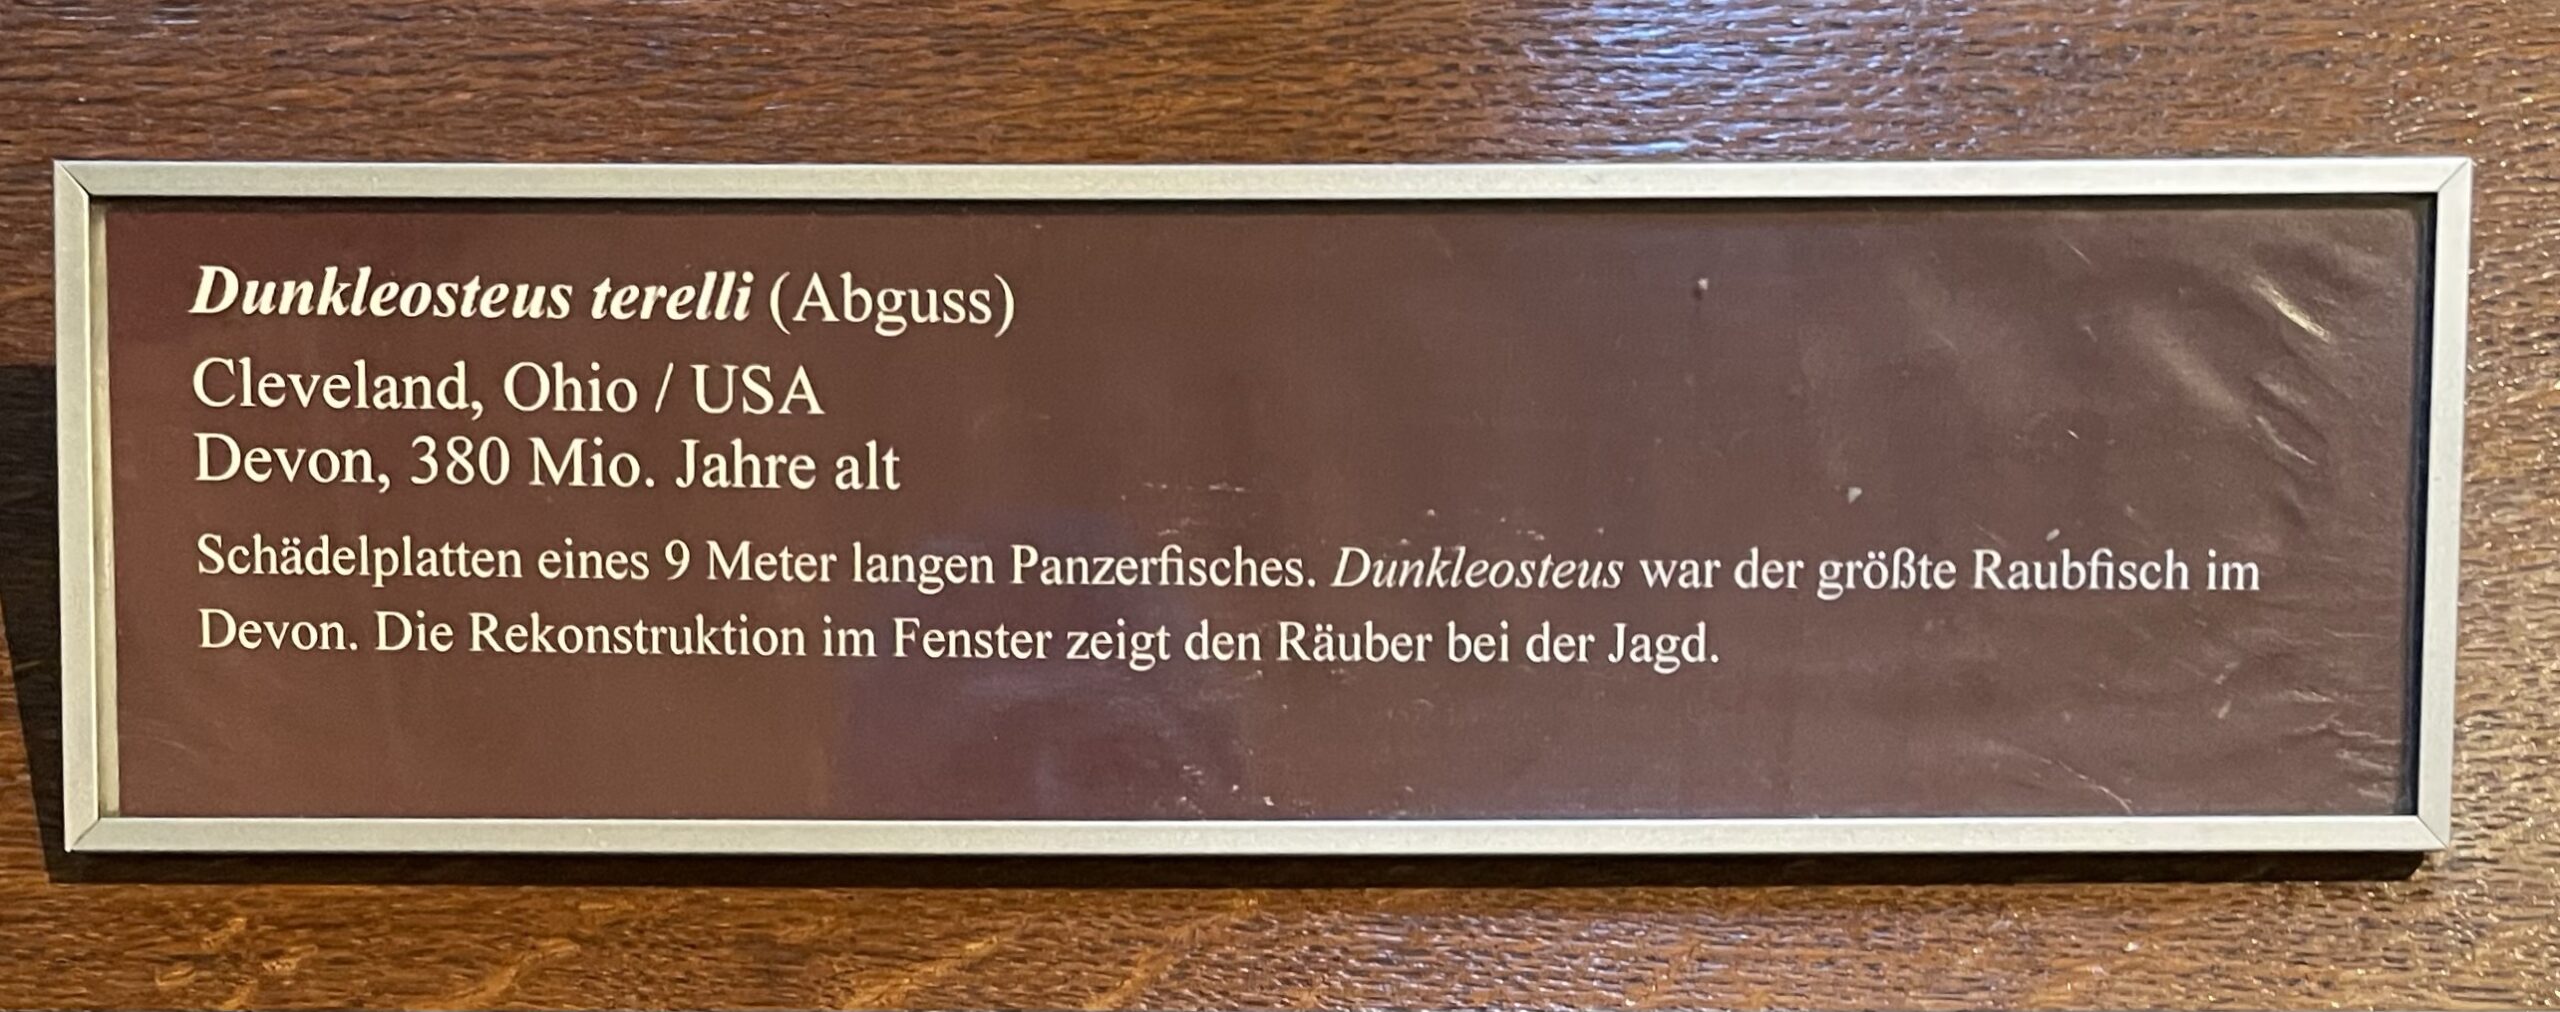 Dunkleosteus terelli (Abguss)
Cleveland, Ohio / USA
Devon, 380 Mio. Jahre alt
Schädelplatten eines 9 Meter langen Panzerfisches. Dunkleosteus war der größte Raubfisch im
Devon. Die Rekonstruktion im Fenster zeigt den Räuber bei der Jagd.